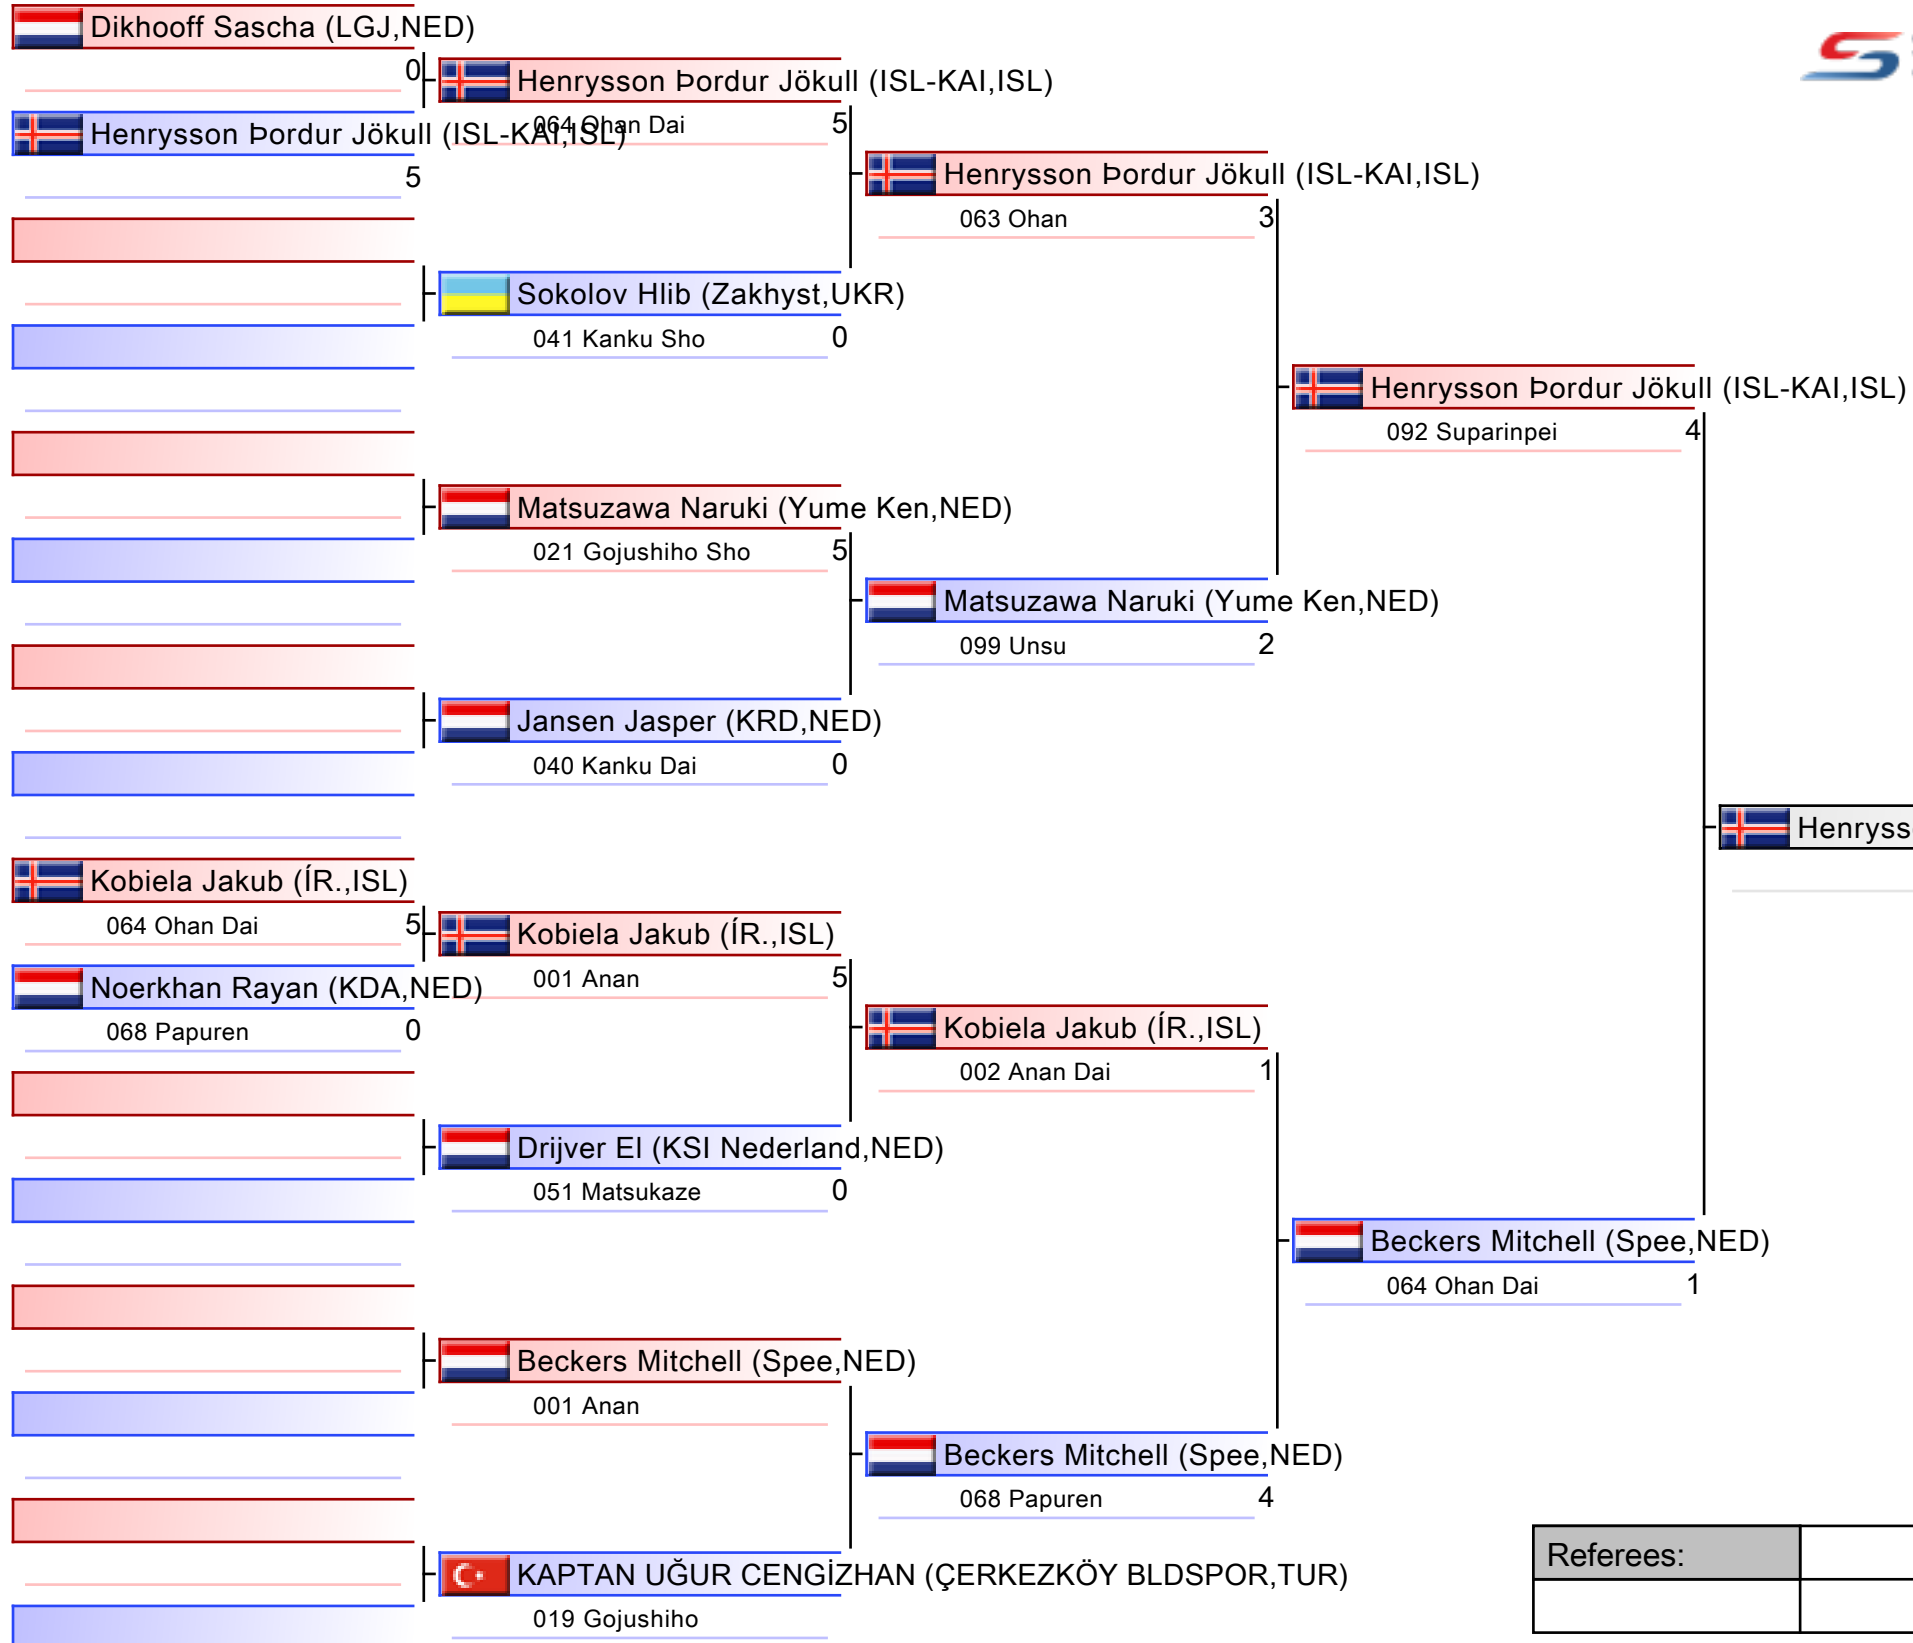 Dikhooff Sascha (LGJ,NED)
0
Henrysson Þordur Jökull (ISL-KAI,ISL)
5
Henrysson Þordur Jökull (ISL-KAI,ISL)
064 Ohan Dai 5
Sokolov Hlib (Zakhyst,UKR)
041 Kanku Sho 0
Henrysson Þordur Jökull (ISL-KAI,ISL)
063 Ohan 3
Matsuzawa Naruki (Yume Ken,NED)
021 Gojushiho Sho 5
Jansen Jasper (KRD,NED)
040 Kanku Dai 0
Matsuzawa Naruki (Yume Ken,NED)
099 Unsu 2
Henrysson Þordur Jökull (ISL-KAI,ISL)
092 Suparinpei 4
Kobiela Jakub (ÍR.,ISL)
064 Ohan Dai 5
Noerkhan Rayan (KDA,NED)
068 Papuren 0
Kobiela Jakub (ÍR.,ISL)
001 Anan 5
Drijver El (KSI Nederland,NED)
051 Matsukaze 0
Kobiela Jakub (ÍR.,ISL)
002 Anan Dai 1
Beckers Mitchell (Spee,NED)
001 Anan
KAPTAN UĞUR CENGİZHAN (ÇERKEZKÖY BLDSPOR,TUR)
019 Gojushiho
Beckers Mitchell (Spee,NED)
068 Papuren 4
Beckers Mitchell (Spee,NED)
064 Ohan Dai 1
Henrys
Referees: